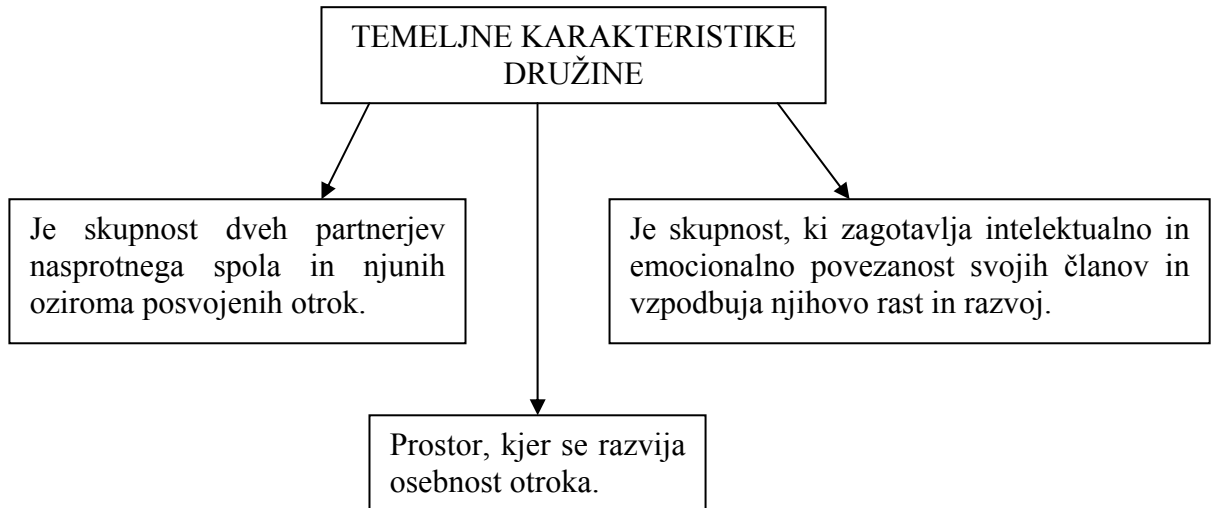 TEMELJNE KARAKTERISTIKE
DRUŽINE
Je skupnost dveh partnerjev
nasprotnega spola in njunih
oziroma posvojenih otrok.
Je skupnost, ki zagotavlja intelektualno in
emocionalno povezanost svojih članov in
vzpodbuja njihovo rast in razvoj.
Prostor, kjer se razvija
osebnost otroka.